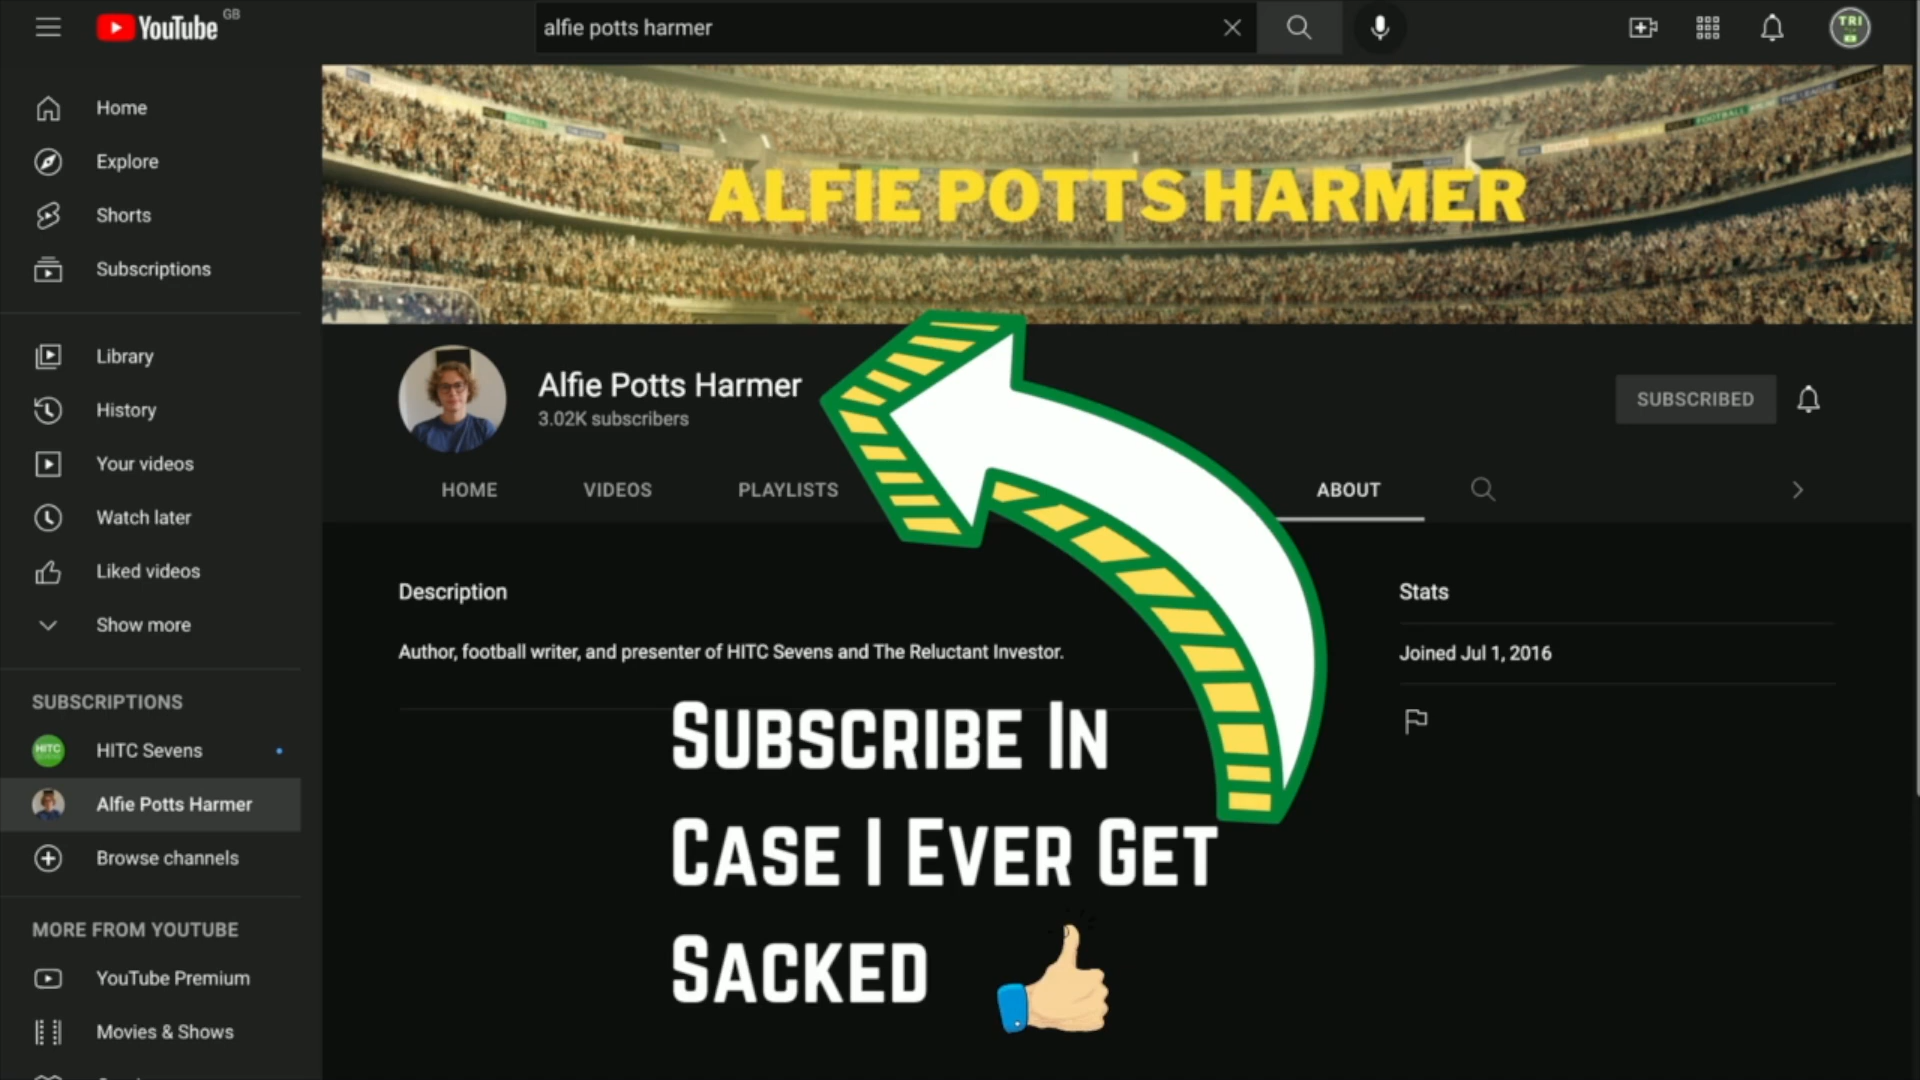 YouTube GB
alfie potts harmer
TRI
Home
Explore
Shorts
Subscriptions
Library
History
Your videos
Watch later
Liked videos
Show more
SUBSCRIPTIONS
HITC Sevens
Alfie Potts Harmer
Browse channels
MORE FROM YOUTUBE
YouTube Premium
Movies & Shows
ALFIE POTTS HARMER
Alfie Potts Harmer
3.02K subscribers
SUBSCRIBED
HOME VIDEOS PLAYLISTS ABOUT
Description
Author, football writer, and presenter of HITC Sevens and The Reluctant Investor.
Stats
Joined Jul 1, 2016
SUBSCRIBE IN
CASE I EVER GET
SACKED